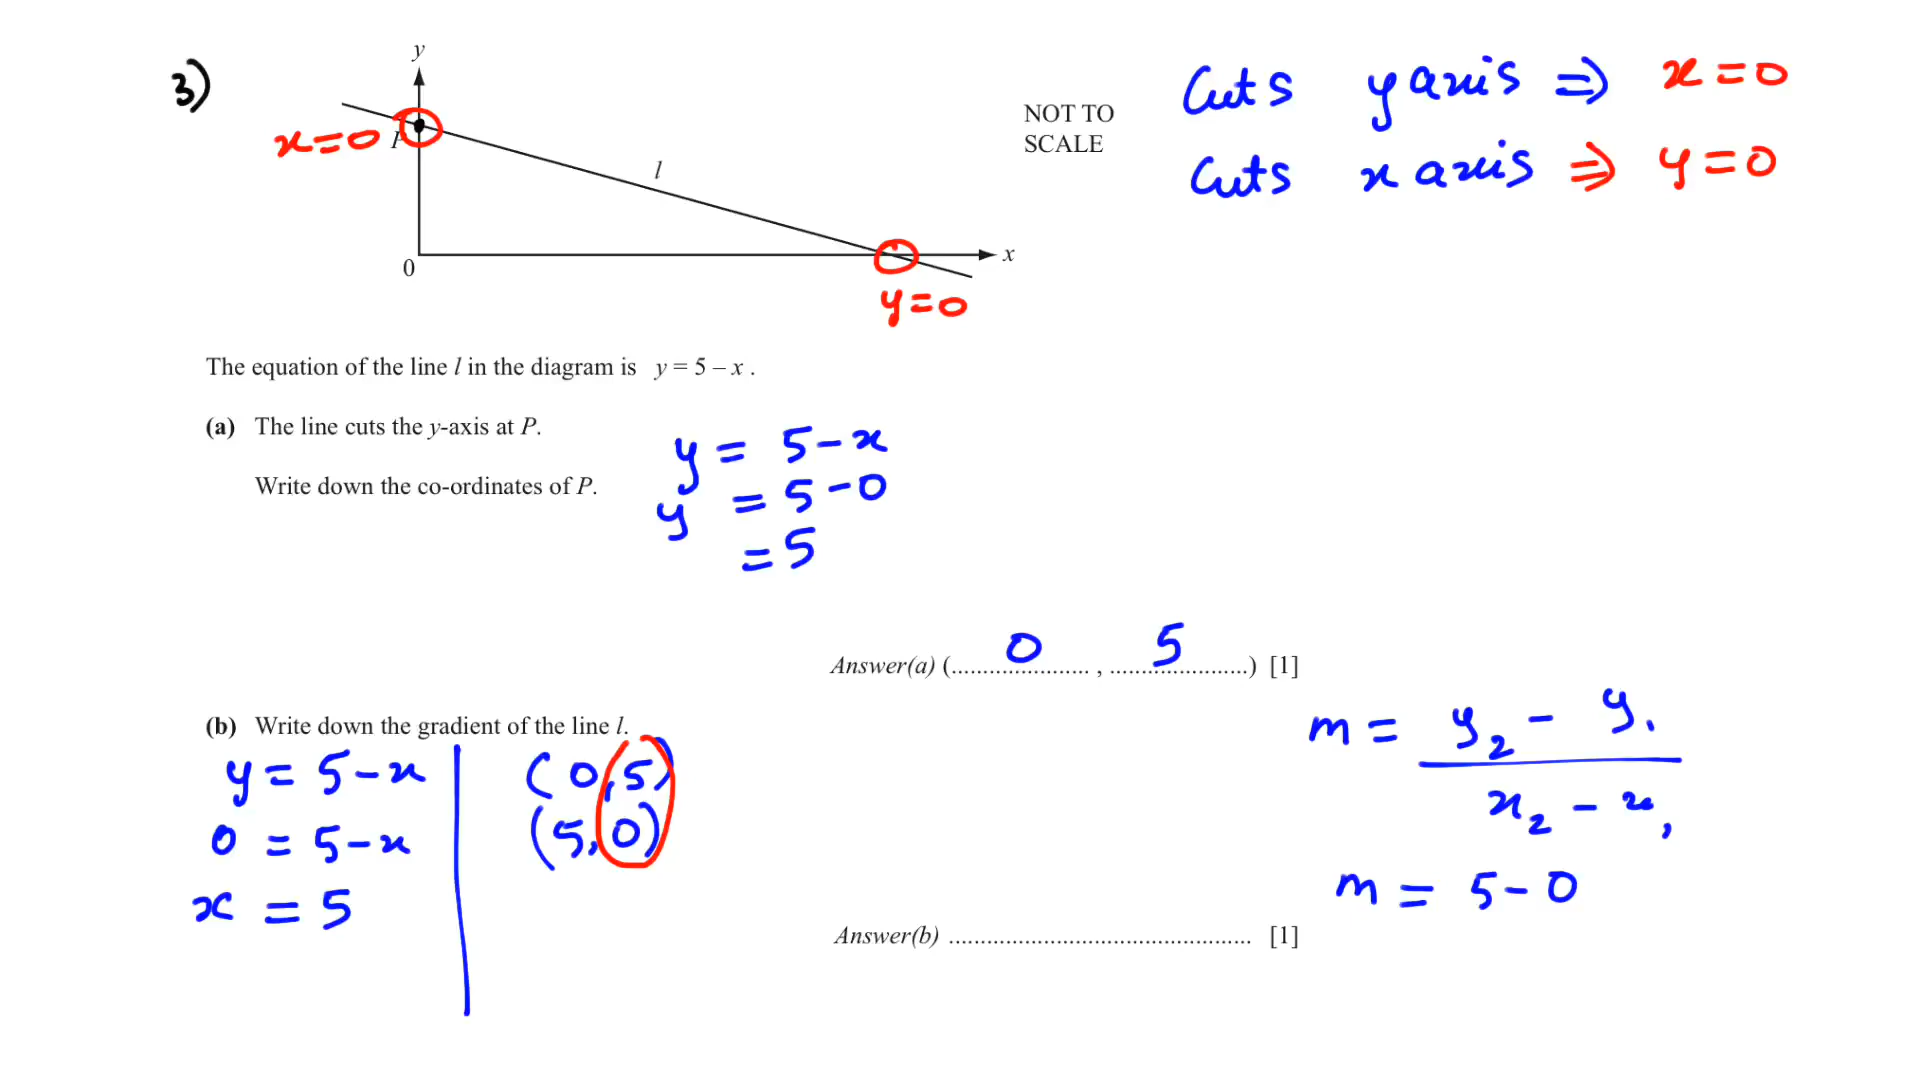 3)
y
x=0 P
l
0
x
y=0
NOT TO
SCALE
Cuts y axis ⇒ x=0
Cuts x axis ⇒ y=0
The equation of the line l in the diagram is y = 5 – x .
(a) The line cuts the y-axis at P.
Write down the co-ordinates of P.
y = 5-x
y = 5-0
= 5
Answer(a) (...... 0 ......, ...... 5 ......) [1]
(b) Write down the gradient of the line l.
y = 5-x
0 = 5-x
x = 5
(0,5)
(5,0)
m = y₂ - y₁
x₂ - x₁
m = 5-0
Answer(b) ................................................ [1]